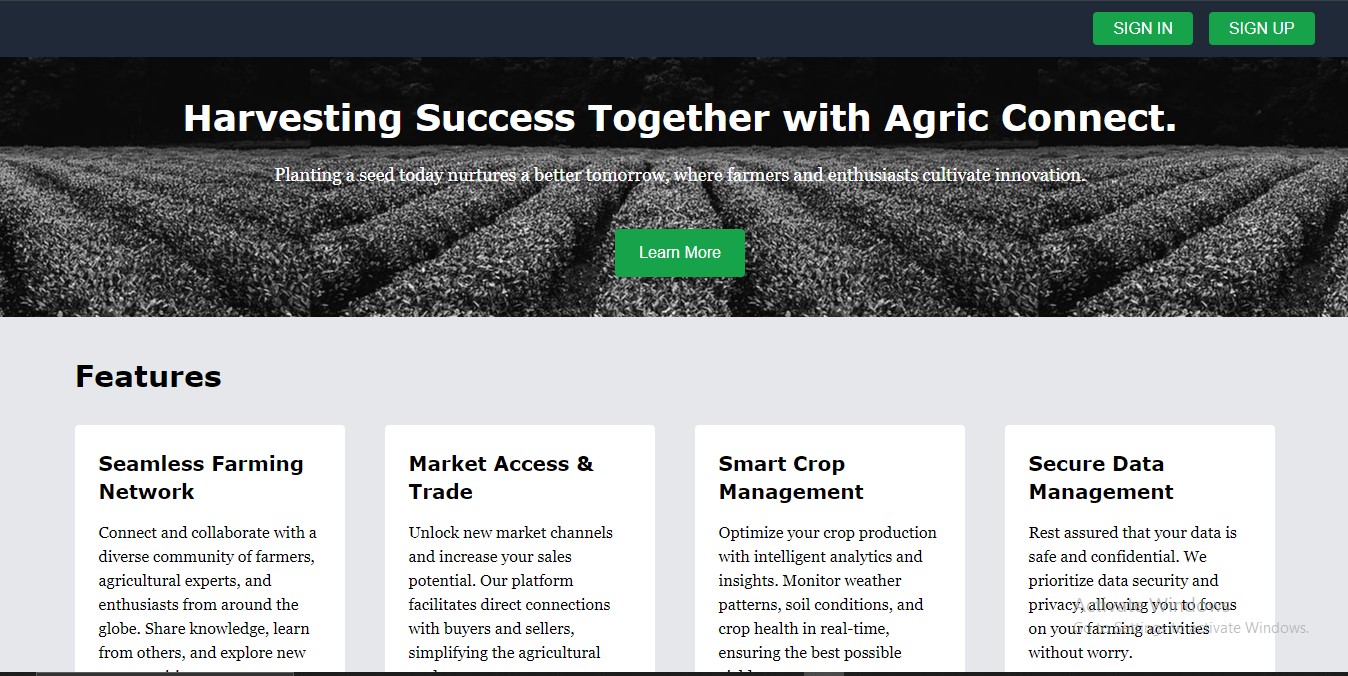 SIGN IN SIGN UP
Harvesting Success Together with Agric Connect.
Planting a seed today nurtures a better tomorrow, where farmers and enthusiasts cultivate innovation.
Learn More
Features
Seamless Farming
Network
Connect and collaborate with a
diverse community of farmers,
agricultural experts, and
enthusiasts from around the
globe. Share knowledge, learn
from others, and explore new
Market Access &
Trade
Unlock new market channels
and increase your sales
potential. Our platform
facilitates direct connections
with buyers and sellers,
simplifying the agricultural
Smart Crop
Management
Optimize your crop production
with intelligent analytics and
insights. Monitor weather
patterns, soil conditions, and
crop health in real-time,
ensuring the best possible
Secure Data
Management
Rest assured that your data is
safe and confidential. We
prioritize data security and
privacy, allowing you to focus
on your farming activities
without worry.
Activate Windows
Go to Settings to activate Windows.